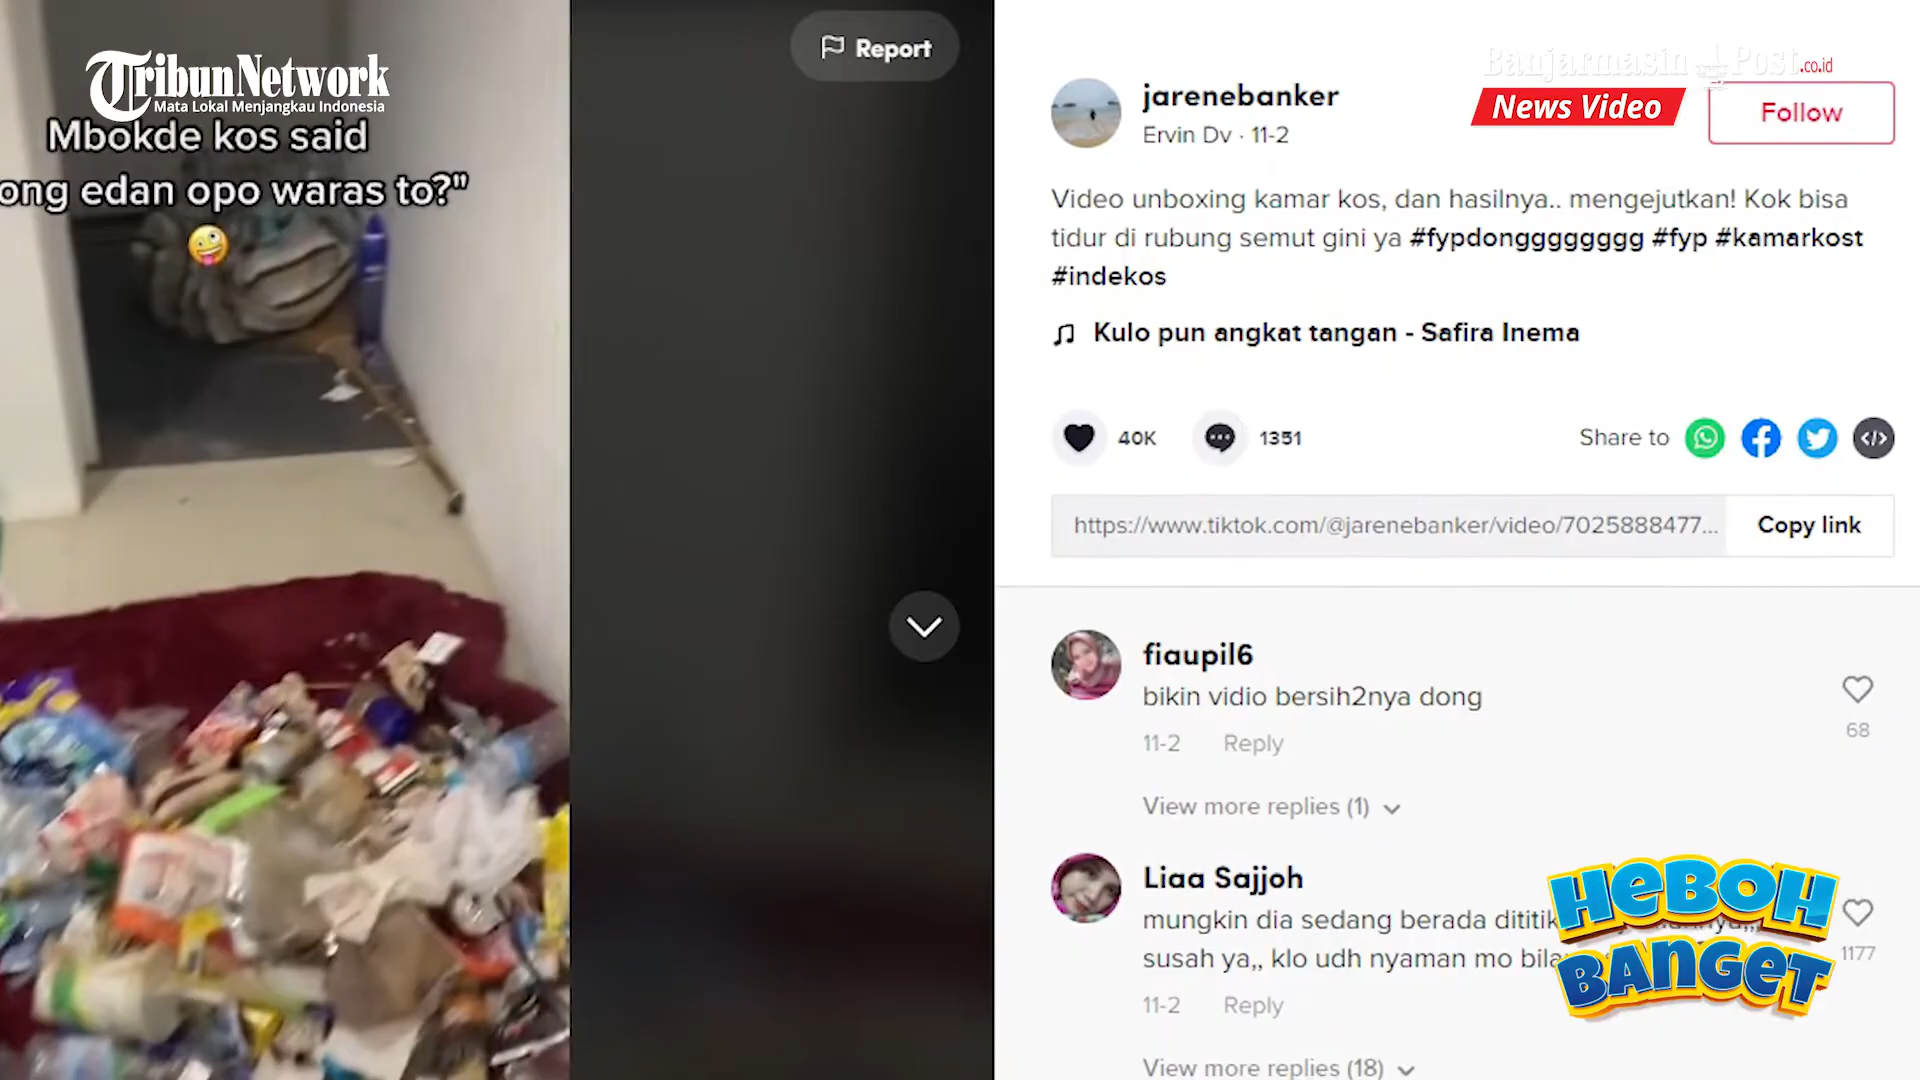 TribunNetwork
Mata Lokal Menjangkau Indonesia
Mbokde kos said
ong edan opo waras to?"
Report
jarenebanker
Ervin Dv · 11-2
Banjarmasin Post.co.id
News Video
Follow
Video unboxing kamar kos, dan hasilnya.. mengejutkan! Kok bisa
tidur di rubung semut gini ya #fypdonggggggg #fyp #kamarkost
#indekos
Kulo pun angkat tangan - Safira Inema
40K
1351
Share to
https://www.tiktok.com/@jarenebanker/video/7025888477...
Copy link
fiaupil6
bikin vidio bersih2nya dong
68
11-2 Reply
View more replies (1)
Liaa Sajjoh
mungkin dia sedang berada dititik
susah ya,, klo udh nyaman mo bila
1177
11-2 Reply
View more replies (18)
HEBOH
BANGET